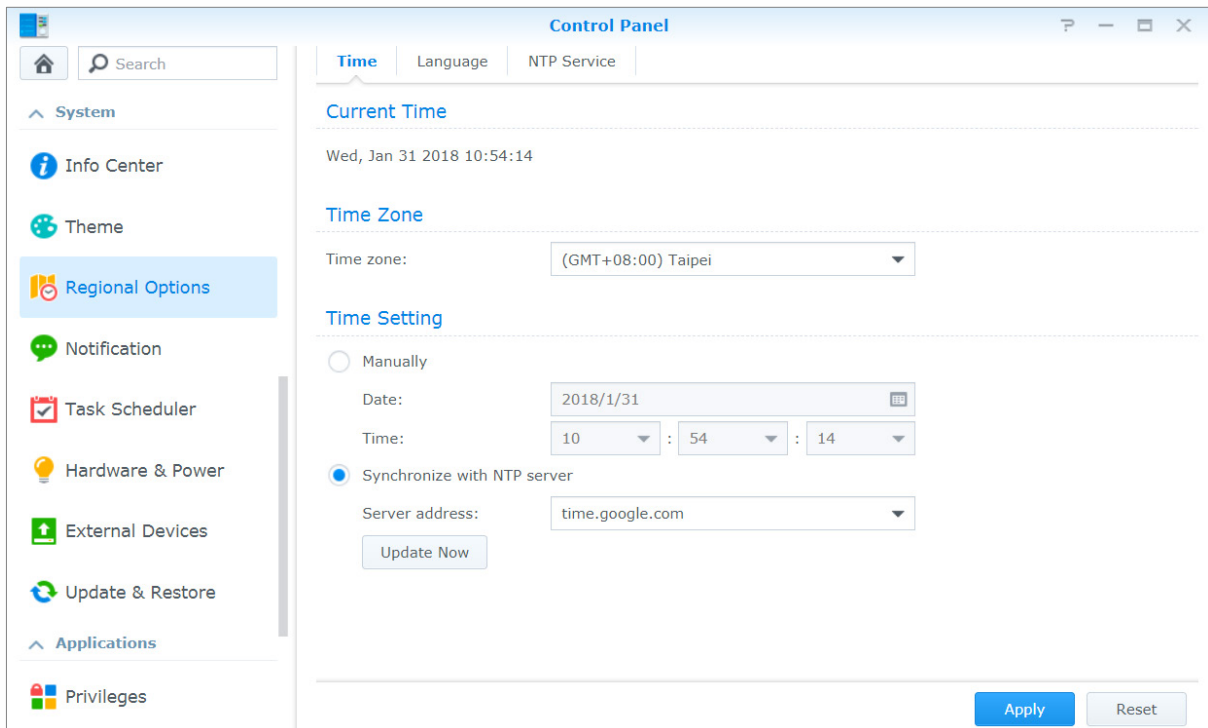 Control Panel
Search
System
Info Center
Theme
Regional Options
Notification
Task Scheduler
Hardware & Power
External Devices
Update & Restore
Applications
Privileges
Time Language NTP Service
Current Time
Wed, Jan 31 2018 10:54:14
Time Zone
Time zone: (GMT+08:00) Taipei
Time Setting
Manually
Date: 2018/1/31
Time: 10 : 54 : 14
Synchronize with NTP server
Server address: time.google.com
Update Now
Apply Reset